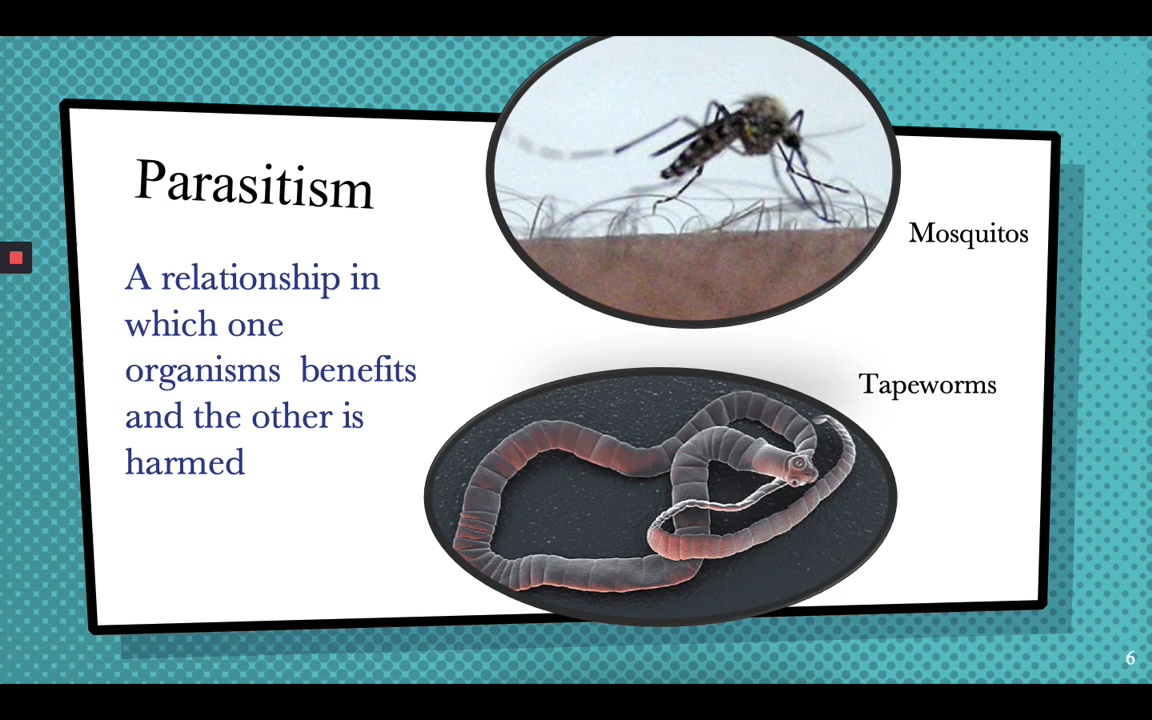 Parasitism
A relationship in
which one
organisms  benefits
and the other is
harmed
Mosquitos
Tapeworms
6